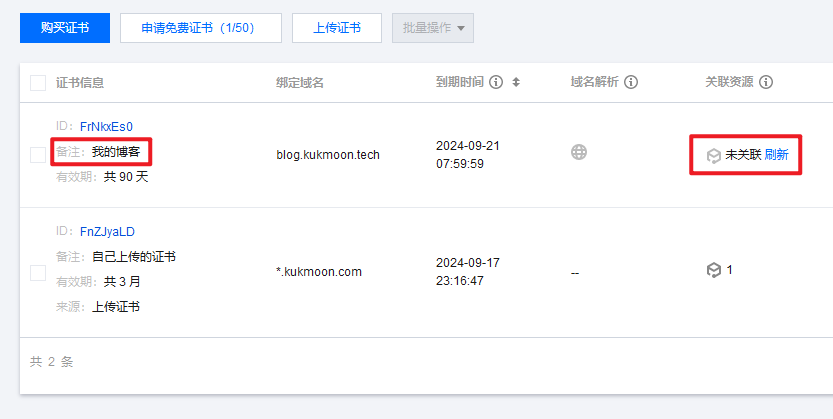 购买证书 申请免费证书（1/50） 上传证书 批量操作
证书信息 绑定域名 到期时间 域名解析 关联资源
ID：FrNkxEs0
备注：我的博客
有效期：共 90 天
blog.kukmoon.tech
2024-09-21
07:59:59
未关联 刷新
ID：FnZJyaLD
备注：自己上传的证书
有效期：共 3 月
来源：上传证书
*.kukmoon.com
2024-09-17
23:16:47
--
1
共 2 条